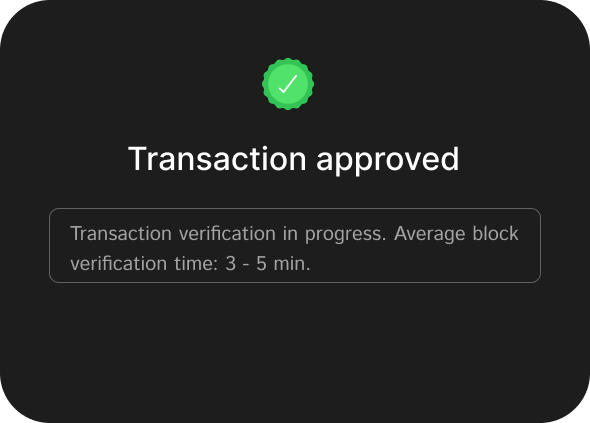 Transaction approved
Transaction verification in progress. Average block
verification time: 3 - 5 min.